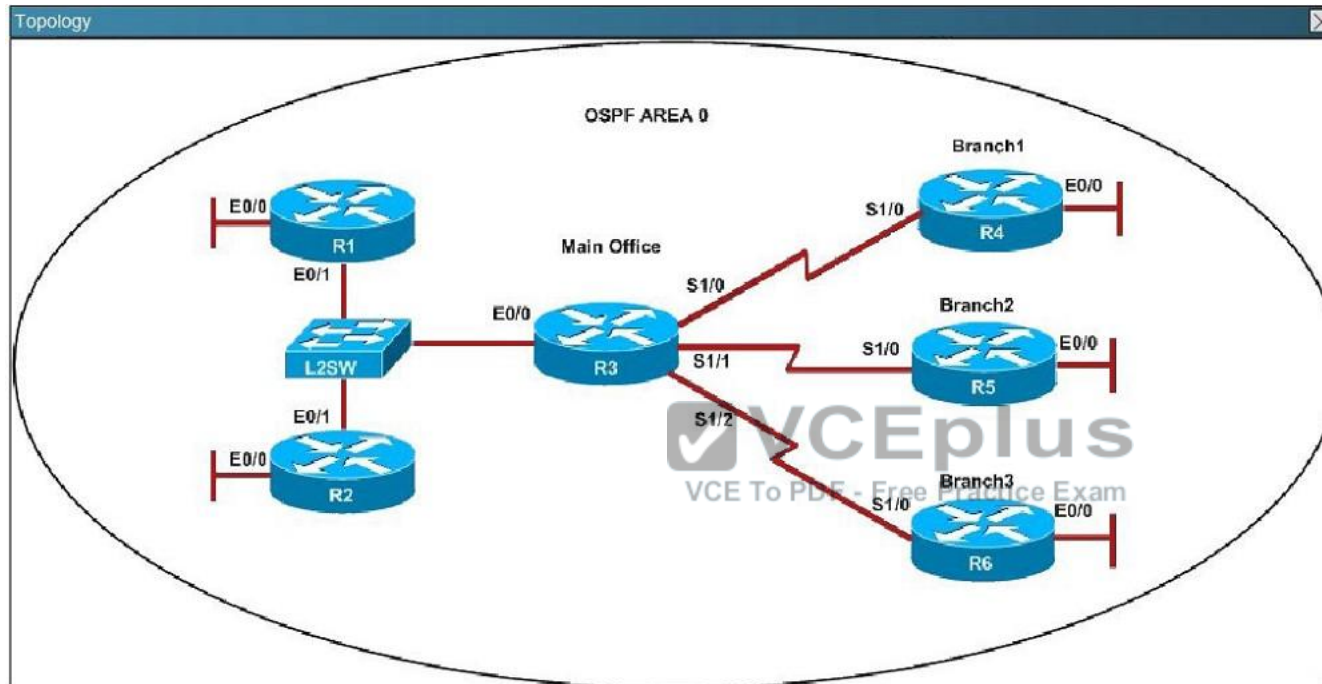 Topology
OSPF AREA 0
Branch1
E0/0
E0/0
S1/0
R1
R4
Main Office
E0/1
S1/0
E0/0
Branch2
S1/0
E0/0
L2SW
R3
S1/1
R5
E0/1
S1/2
VCEplus
E0/0
Branch3
VCE To PDF - Free Practice Exam
R2
S1/0
E0/0
R6